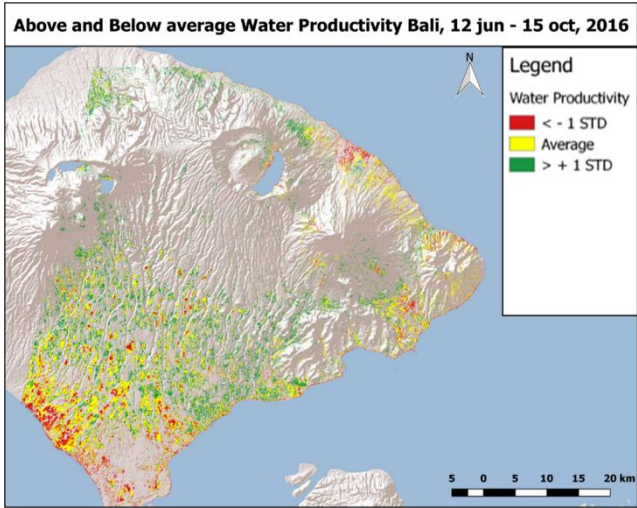 Above and Below average Water Productivity Bali, 12 jun - 15 oct, 2016
N
Legend
Water Productivity
< - 1 STD
Average
> + 1 STD
5 0 5 10 15 20 km